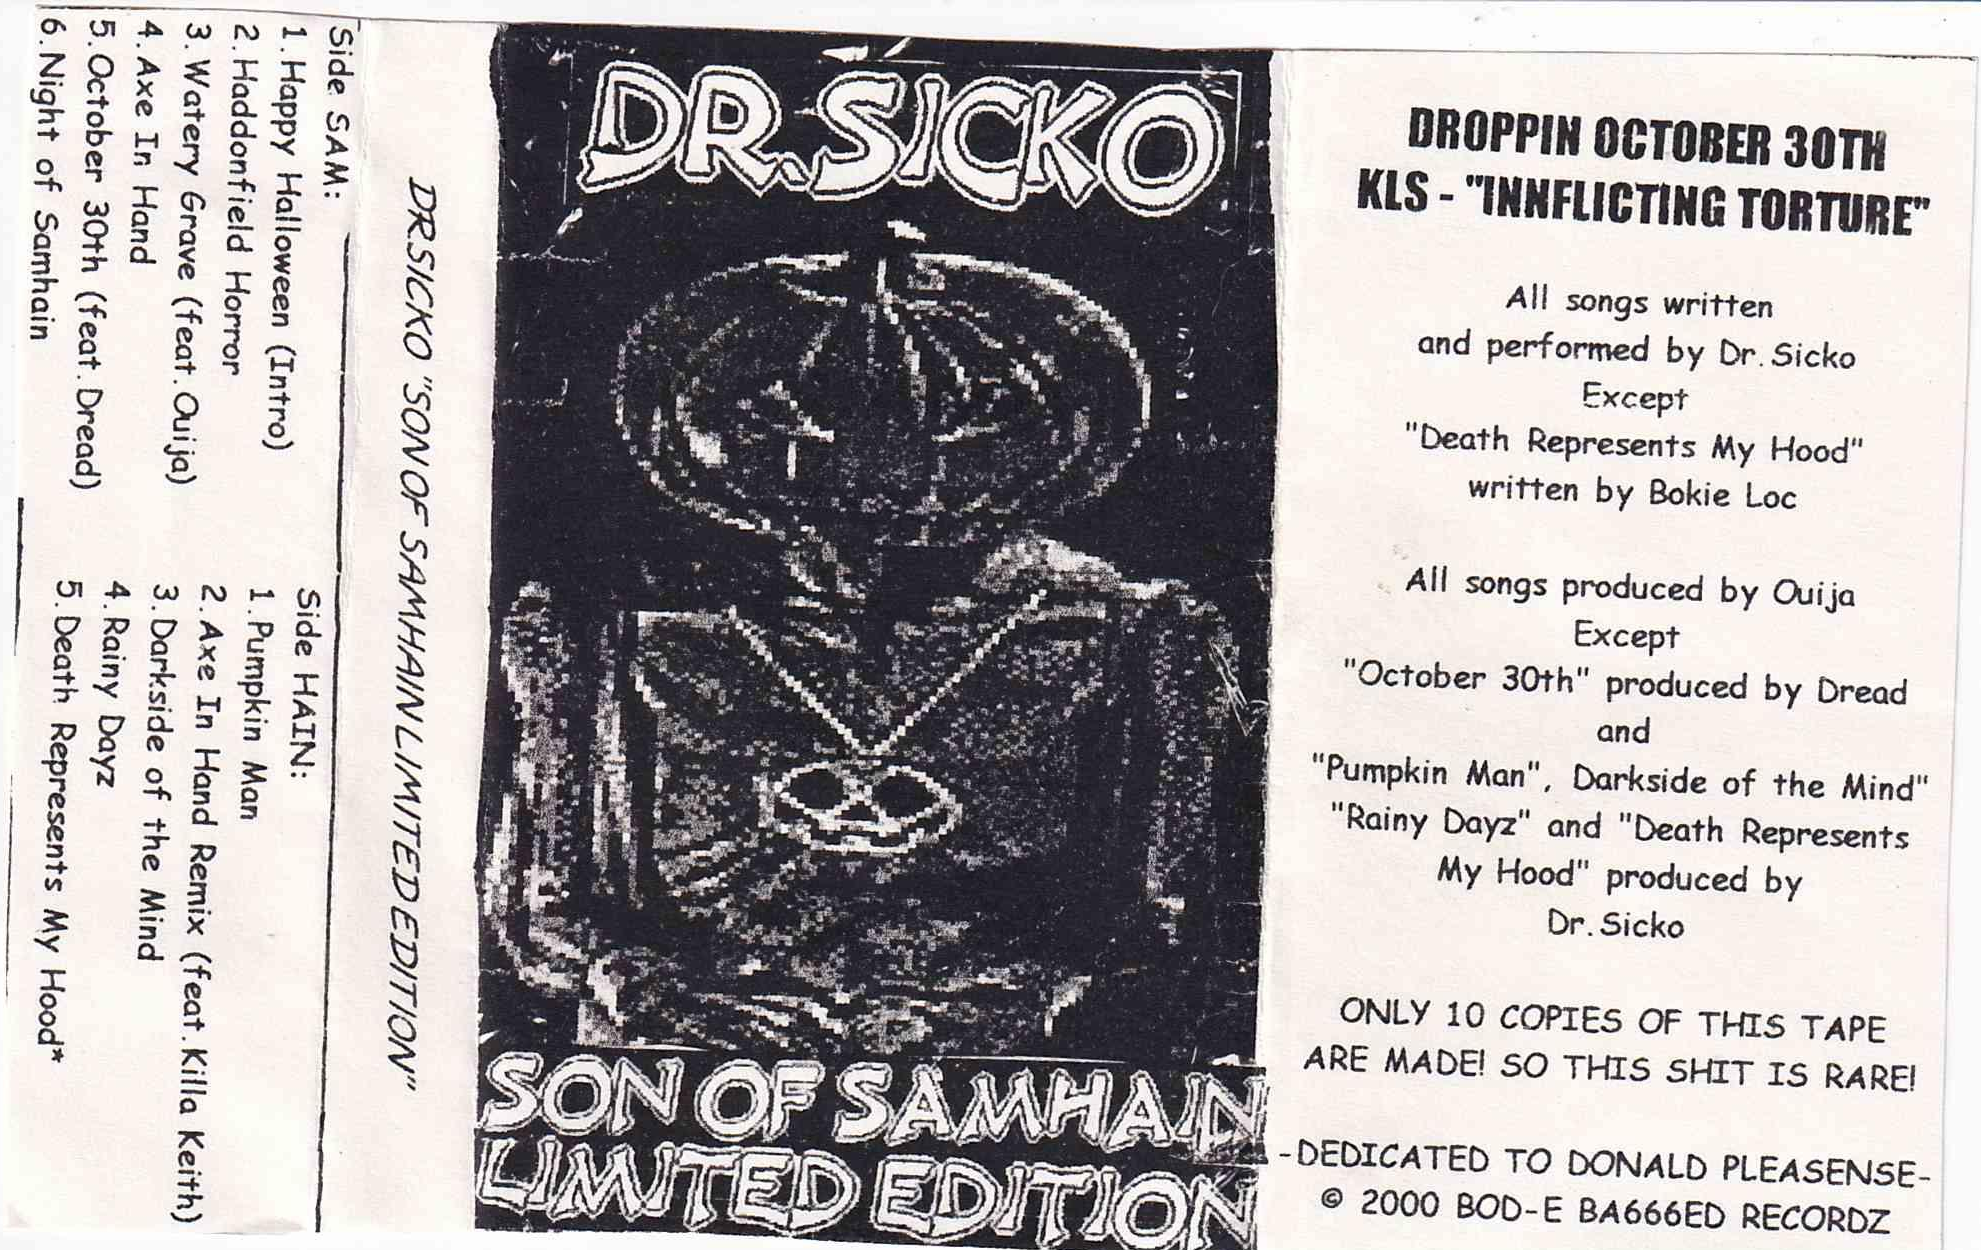 Side SAM:
1. Happy Halloween (Intro)
2. Haddonfield Horror
3. Watery Grave (feat. Ouija)
4. Axe In Hand
5. October 30th (feat. Dread)
6. Night of Samhain
Side HAIN:
1. Pumpkin Man
2. Axe In Hand Remix (feat. Killa Keith)
3. Darkside of the Mind
4. Rainy Dayz
5. Death Represents My Hood*
DR.SICKO "SON OF SAMHAIN LIMITED EDITION"
DR.SICKO
SON OF SAMHAIN
LIMITED EDITION
DROPPIN OCTOBER 30TH
KLS - "INNFLICTING TORTURE"
All songs written
and performed by Dr. Sicko
Except
"Death Represents My Hood"
written by Bokie Loc
All songs produced by Ouija
Except
"October 30th" produced by Dread
and
"Pumpkin Man", Darkside of the Mind"
"Rainy Dayz" and "Death Represents
My Hood" produced by
Dr. Sicko
ONLY 10 COPIES OF THIS TAPE
ARE MADE! SO THIS SHIT IS RARE!
-DEDICATED TO DONALD PLEASENSE-
© 2000 BOD-E BA666ED RECORDZ